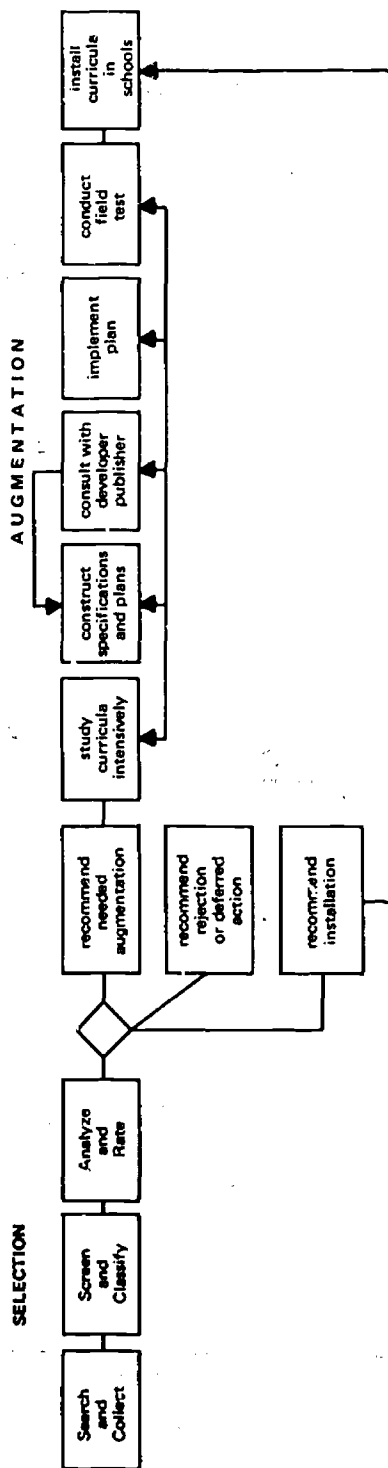 SELECTION
Search
and
Collect
Screen
and
Classify
Analyze
and
Rate
recommend
needed
augmentation
recommend
rejection
or deferred
action
recommend
installation
AUGMENTATION
study
curricula
intensively
construct
specifications
and plans
consult with
developer
publisher
implement
plan
conduct
field
test
install
curricula
in
schools